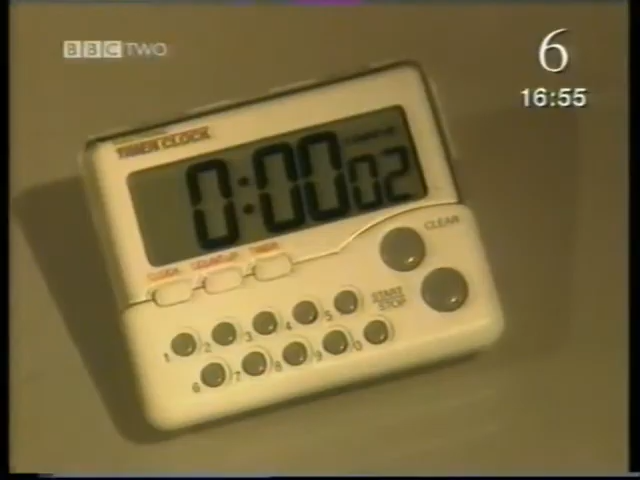 BBC TWO
6
16:55
TIMER CLOCK
0:00 02
CLEAR
START
STOP
1 2 3 4 5
6 7 8 9 0